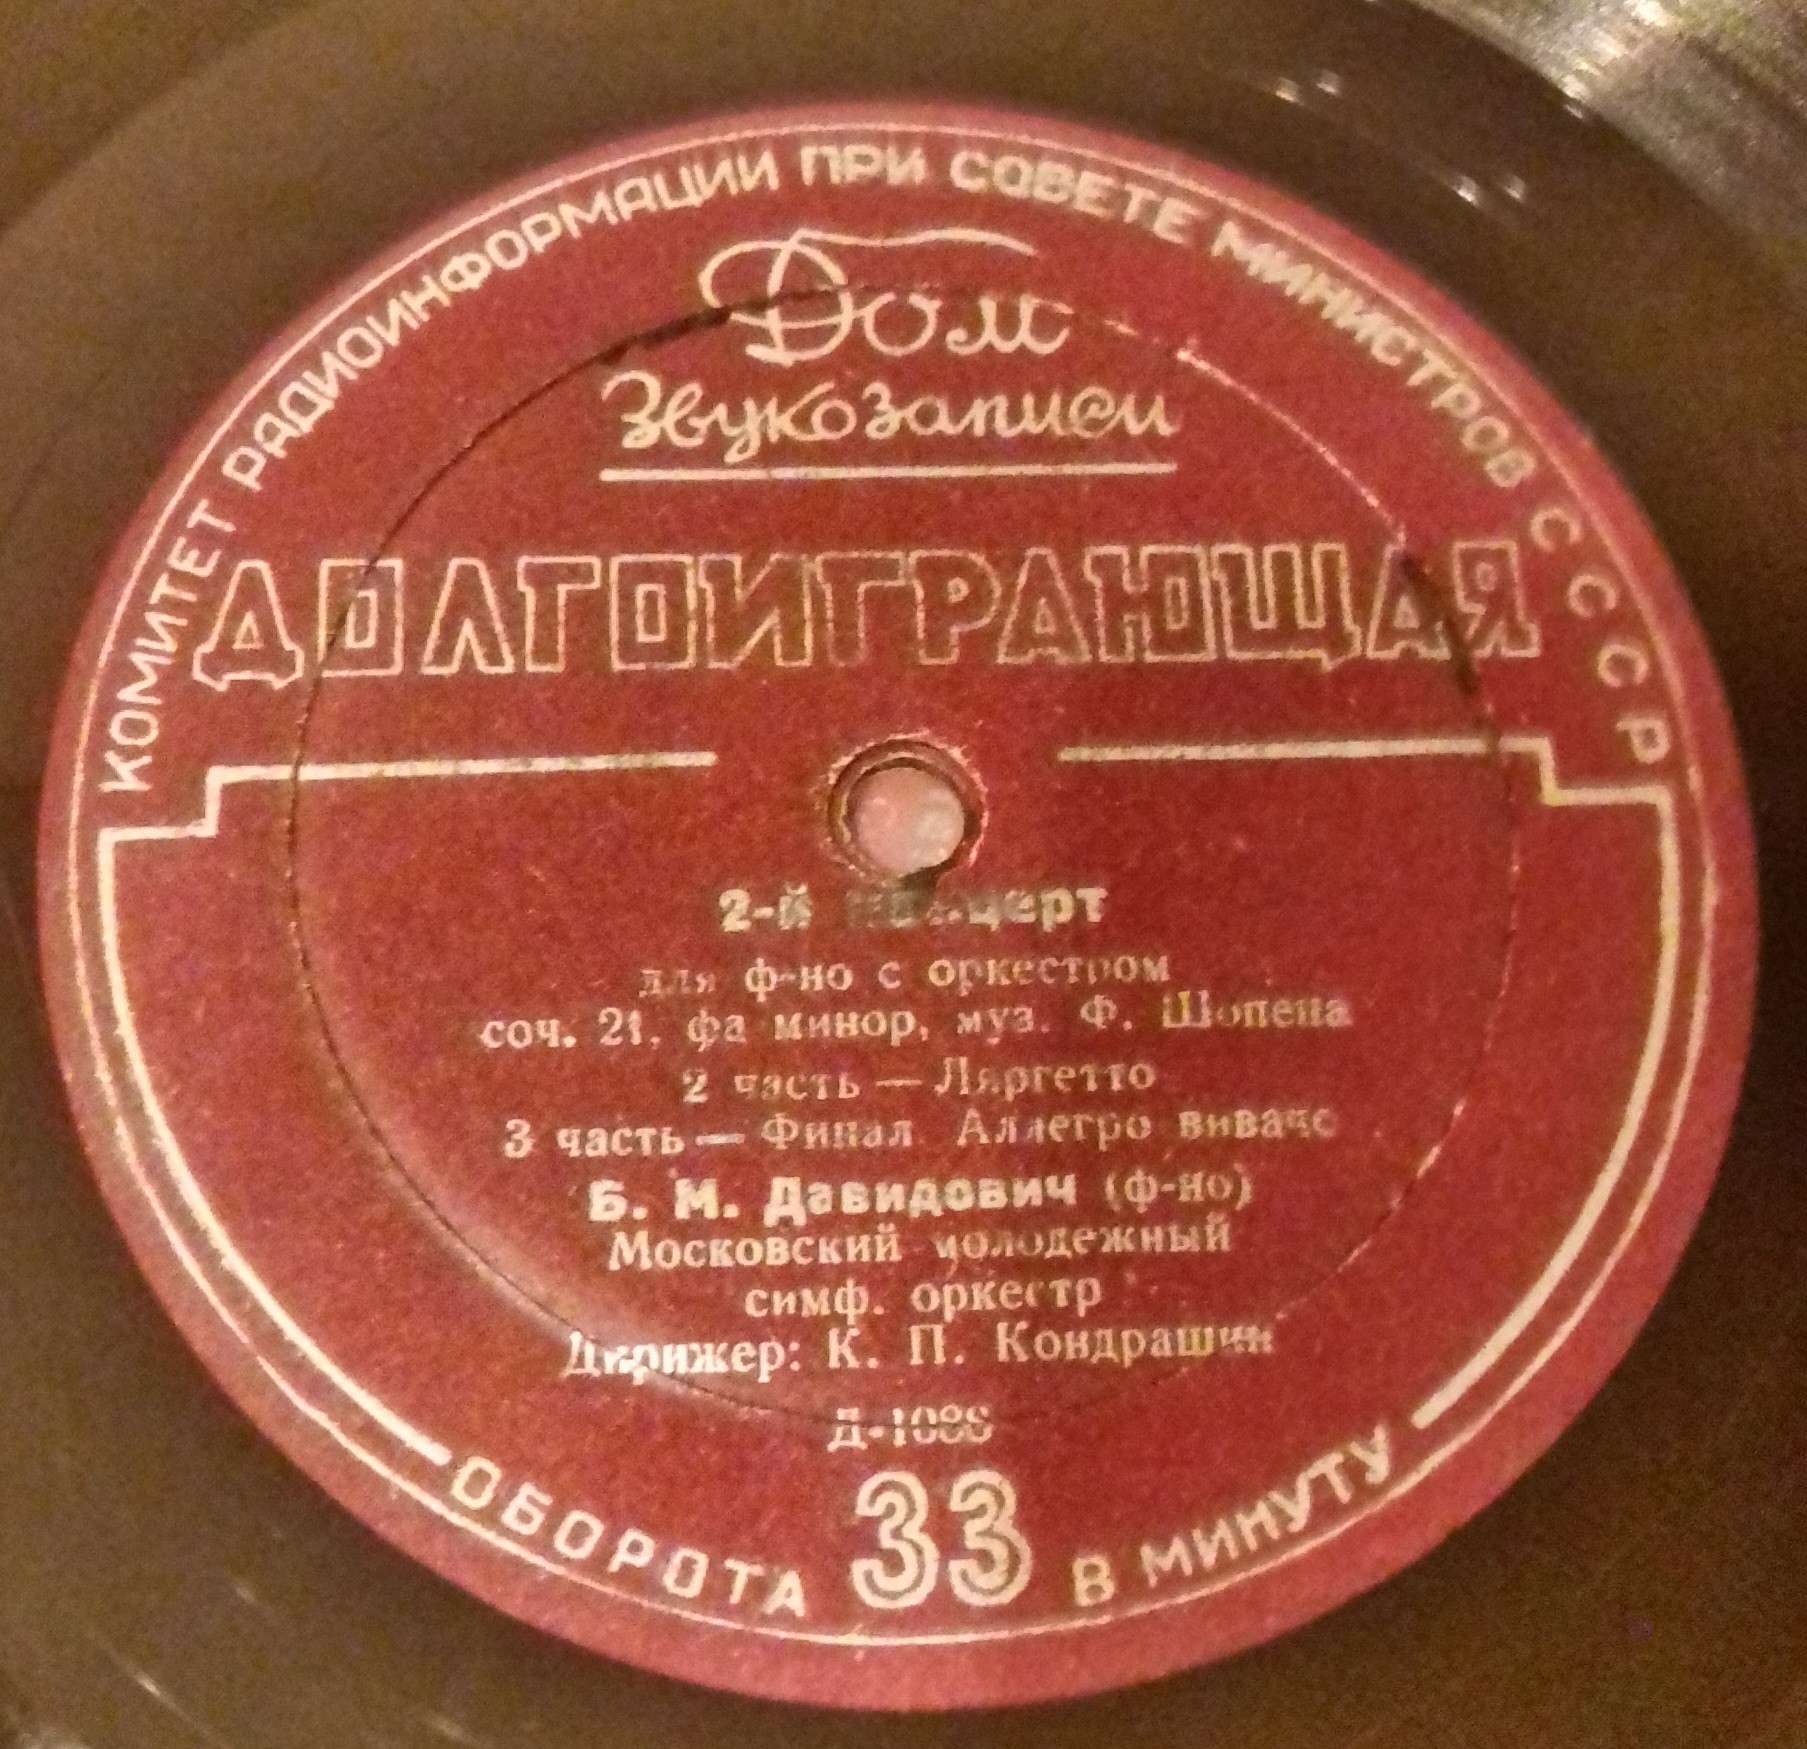 КОМИТЕТ РАДИОИНФОРМАЦИИ ПРИ СОВЕТЕ МИНИСТРОВ СССР
Дом
Звукозаписи
ДОЛГОИГРАЮЩАЯ
2-й концерт
для ф-но с оркестром
соч. 21, фа минор, муз. Ф. Шопена
2 часть — Ляргетто
3 часть — Финал Аллегро виваче
Б. М. Давидович (ф-но)
Московский молодежный
симф. оркестр
Дирижер: К. П. Кондрашин
ОБОРОТА 33 В МИНУТУ